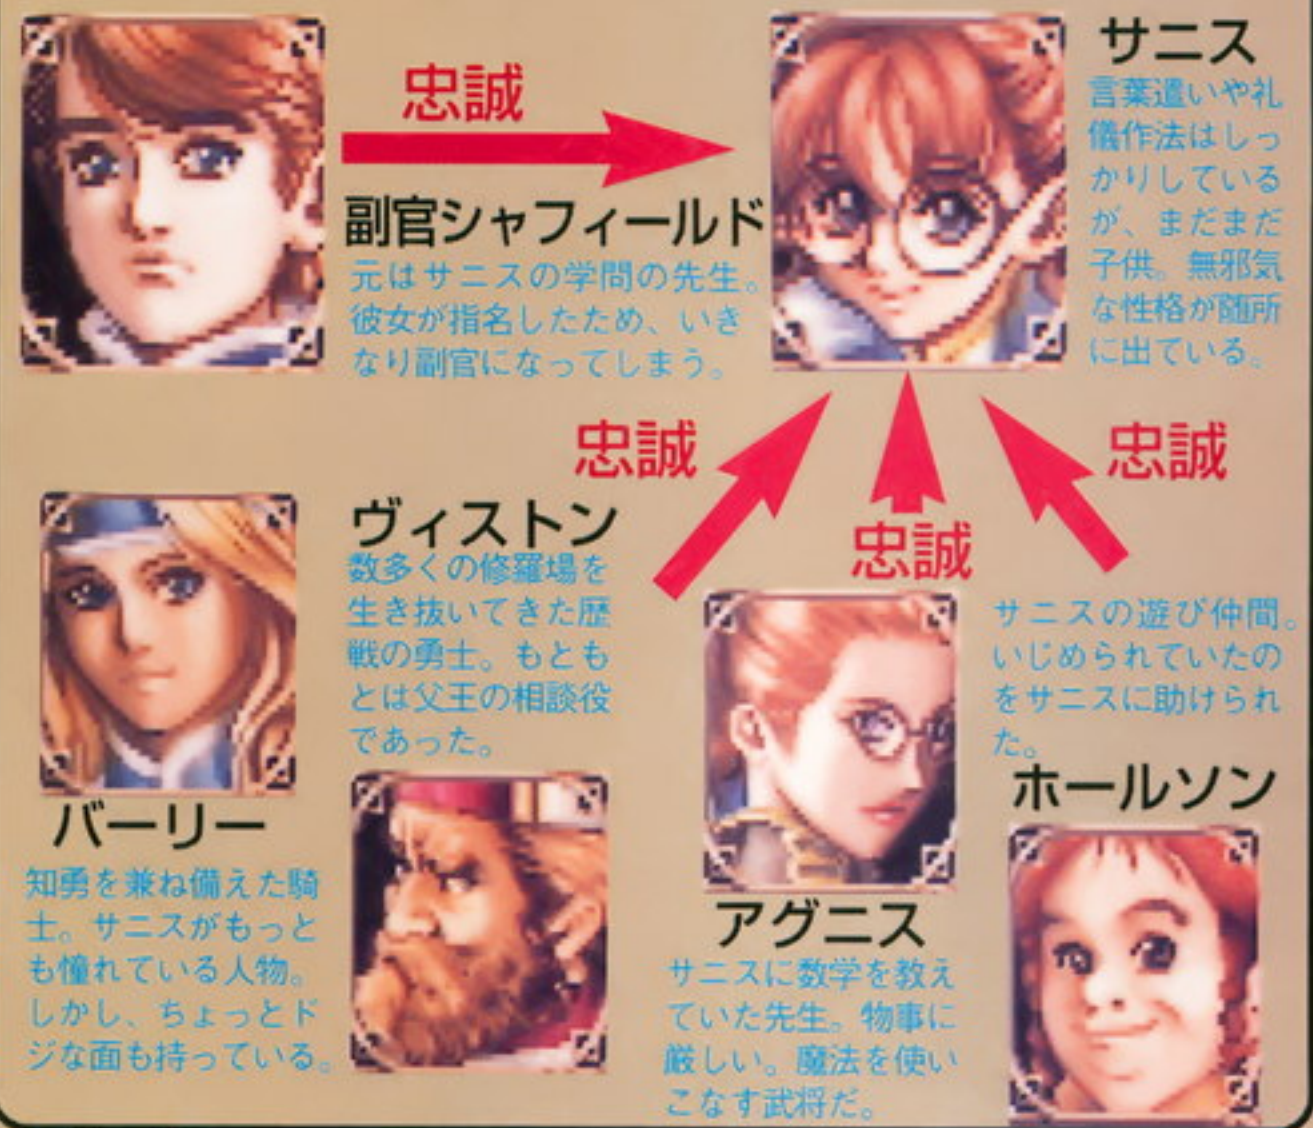 忠誠
副官シャフィールド
元はサニスの学問の先生。
彼女が指名したため、いき
なり副官になってしまう。
サニス
言葉遣いや礼
儀作法はしっ
かりしている
が、まだまだ
子供。無邪気
な性格が随所
に出ている。
忠誠
忠誠
忠誠
バーリー
知勇を兼ね備えた騎
士。サニスがもっと
も憧れている人物。
しかし、ちょっとド
ジな面も持っている。
ヴィストン
数多くの修羅場を
生き抜いてきた歴
戦の勇士。もとも
とは父王の相談役
であった。
アグニス
サニスに数学を教え
ていた先生。物事に
厳しい。魔法を使い
こなす武将だ。
サニスの遊び仲間。
いじめられていたの
をサニスに助けられ
た。
ホールソン